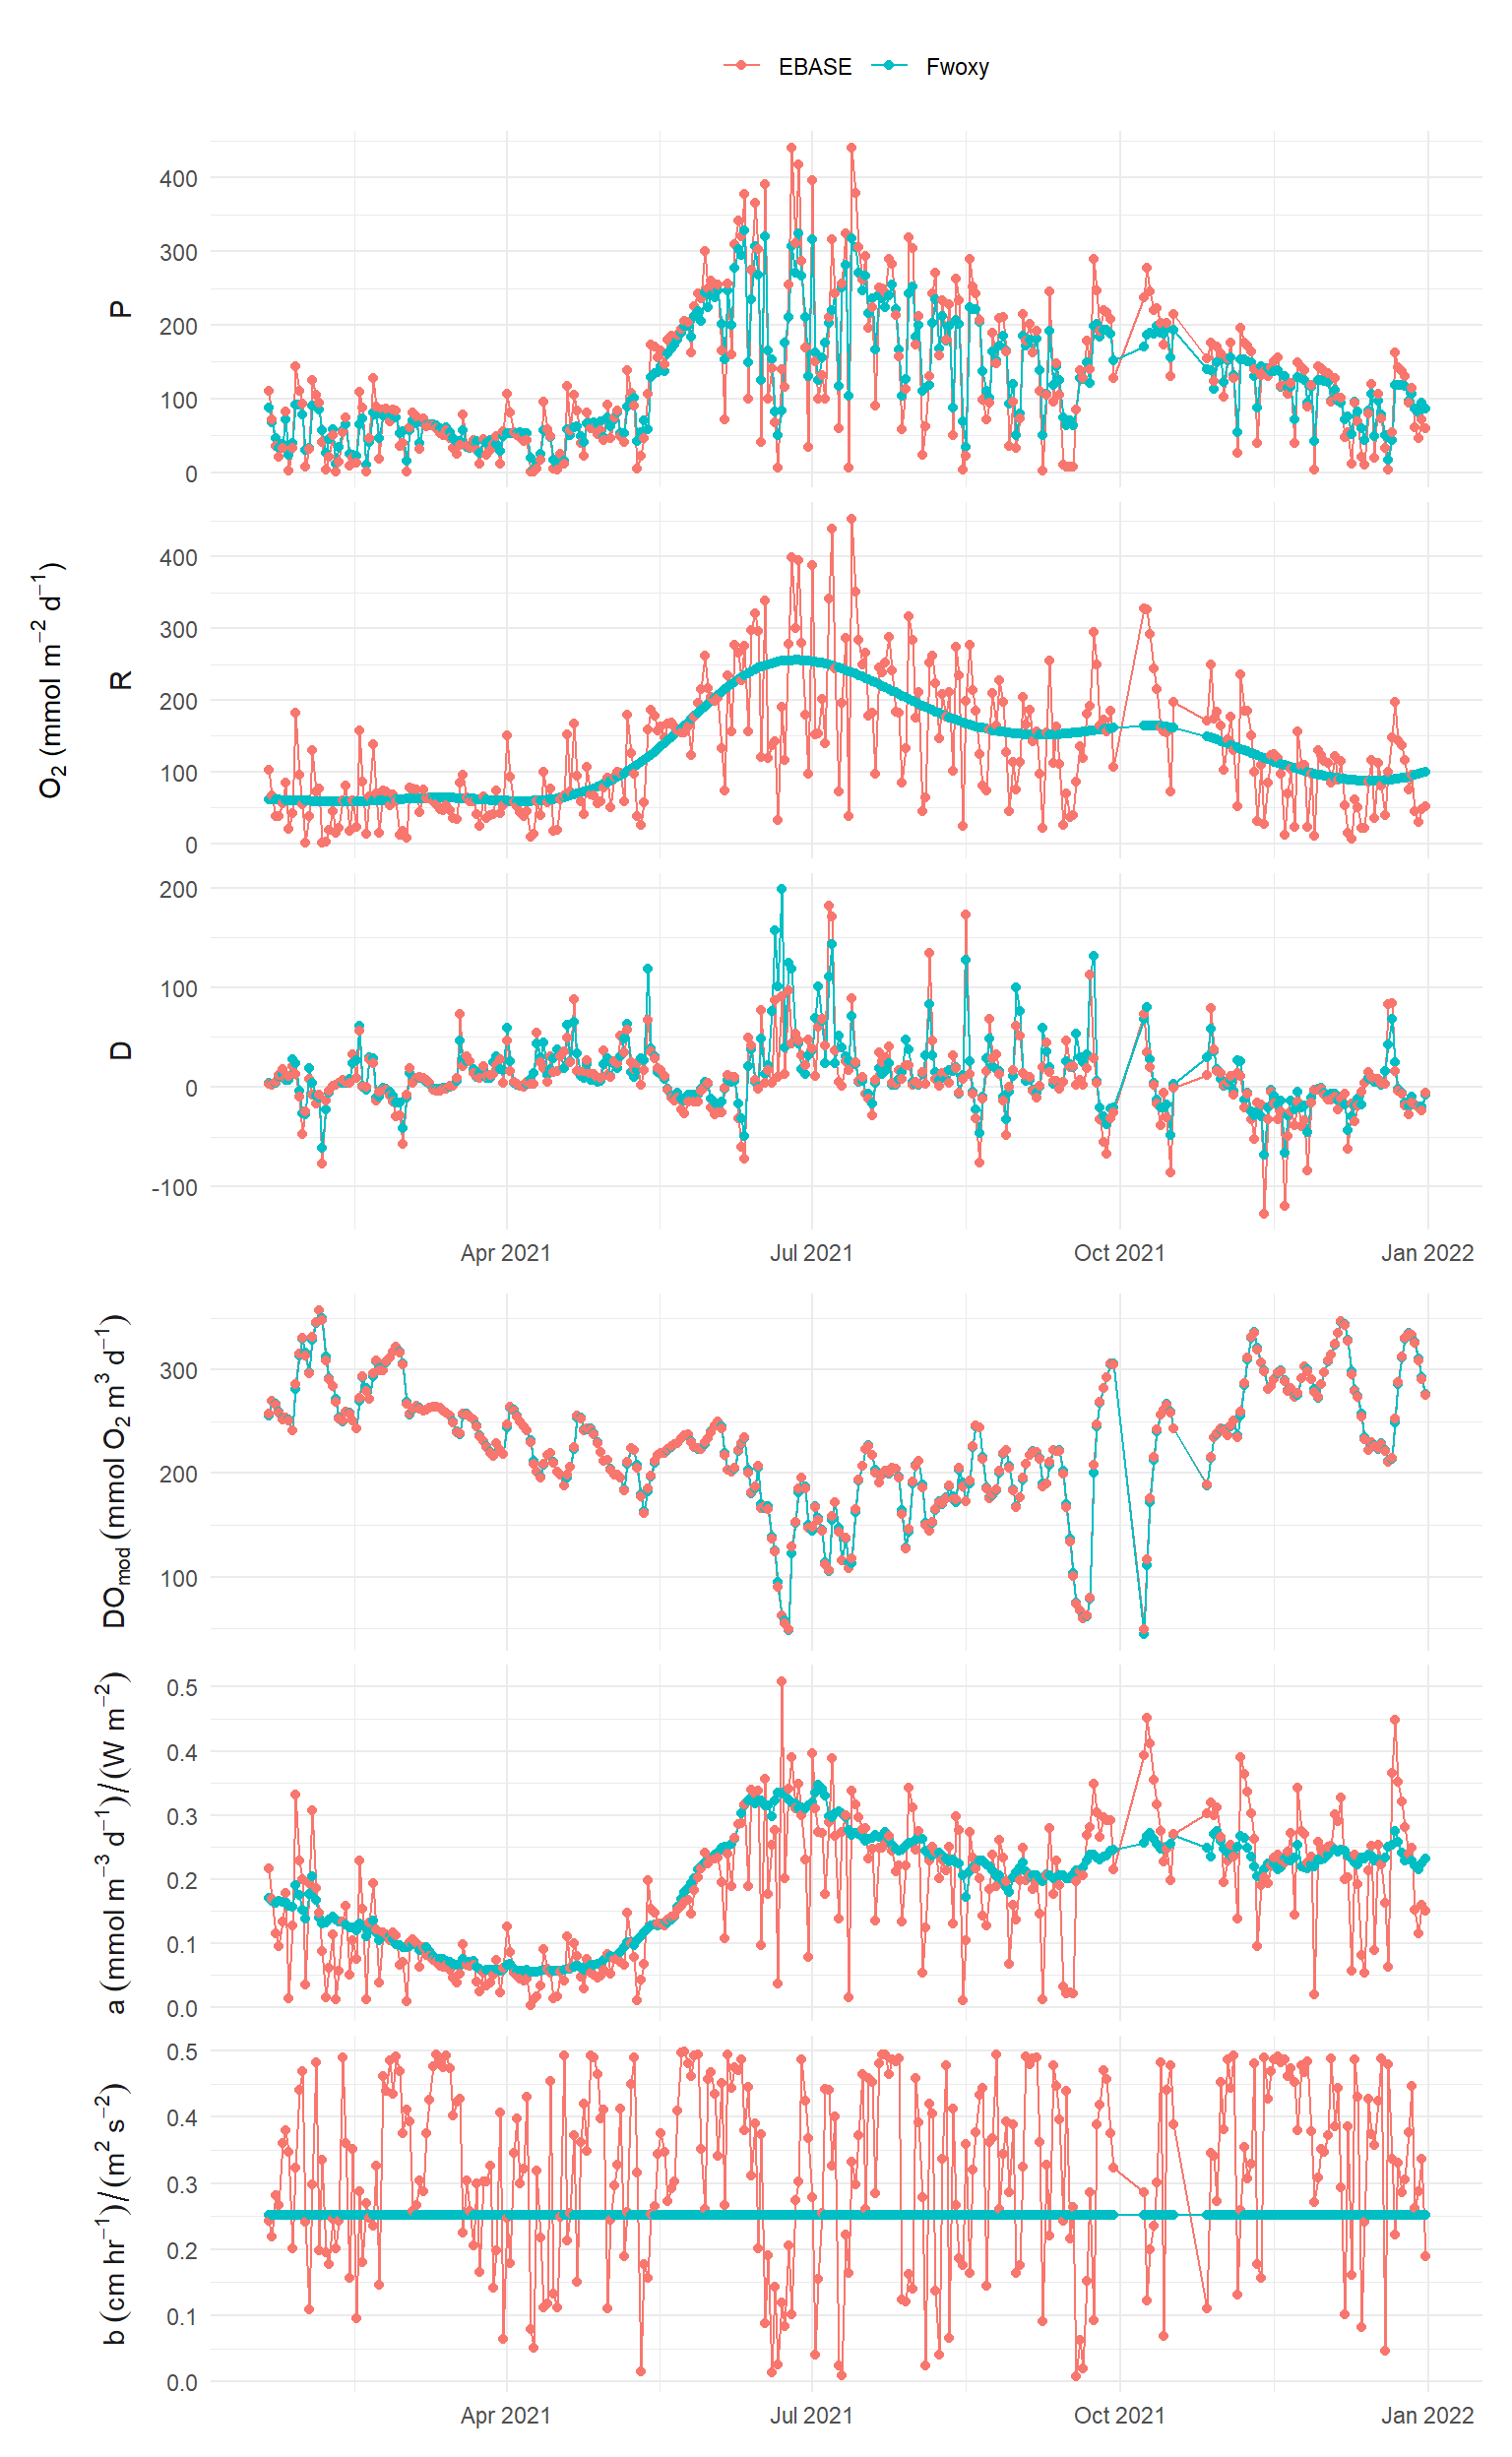 EBASE Fwoxy
400
300
200
100
0
P
400
300
200
100
0
R
O₂ (mmol m⁻² d⁻¹)
200
100
0
-100
D
Apr 2021 Jul 2021 Oct 2021 Jan 2022
300
200
100
DO_mod (mmol O₂ m³ d⁻¹)
0.5
0.4
0.3
0.2
0.1
0.0
a (mmol m⁻³ d⁻¹)/(W m⁻²)
0.5
0.4
0.3
0.2
0.1
0.0
b (cm hr⁻¹)/(m² s⁻²)
Apr 2021 Jul 2021 Oct 2021 Jan 2022